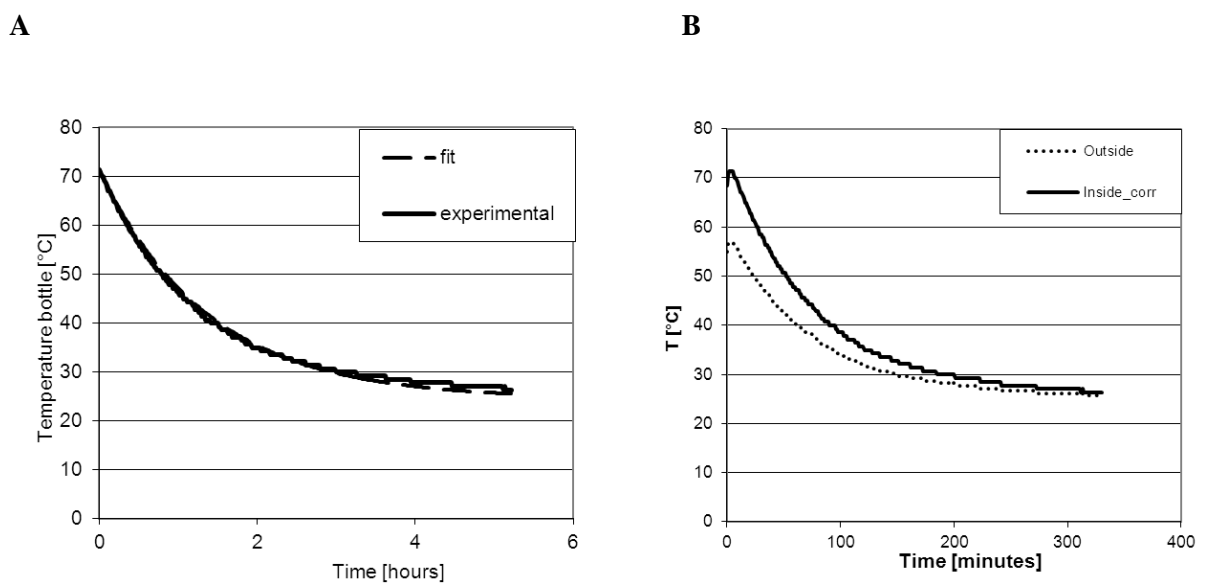 A
B
80
70
60
50
40
30
20
10
0
Temperature bottle [°C]
fit
experimental
0 2 4 6
Time [hours]
80
70
60
50
40
30
20
10
0
T [°C]
Outside
Inside_corr
0 100 200 300 400
Time [minutes]